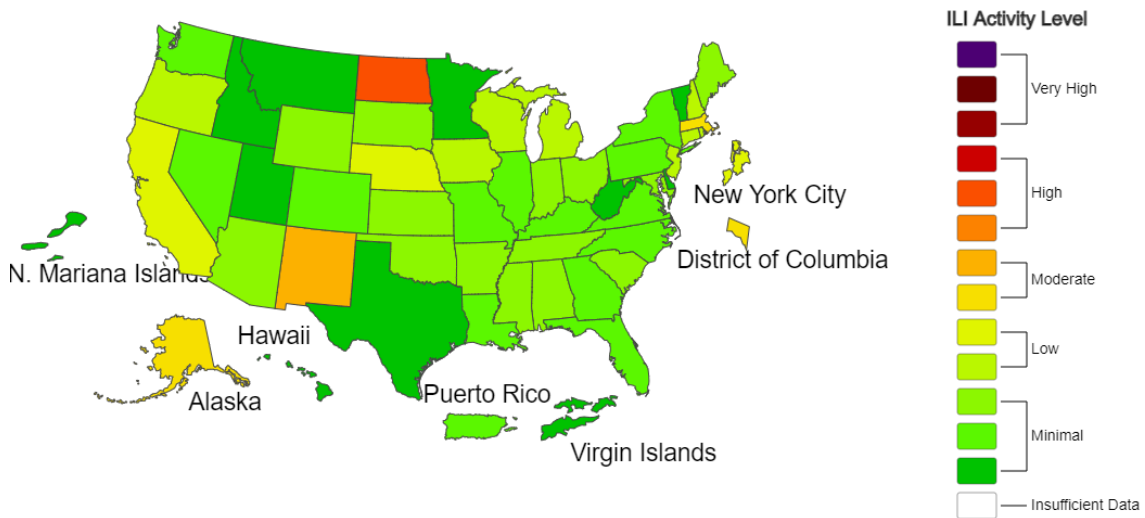 ILI Activity Level
Very High
High
Moderate
Low
Minimal
Insufficient Data
New York City
District of Columbia
N. Mariana Islands
Hawaii
Alaska
Puerto Rico
Virgin Islands